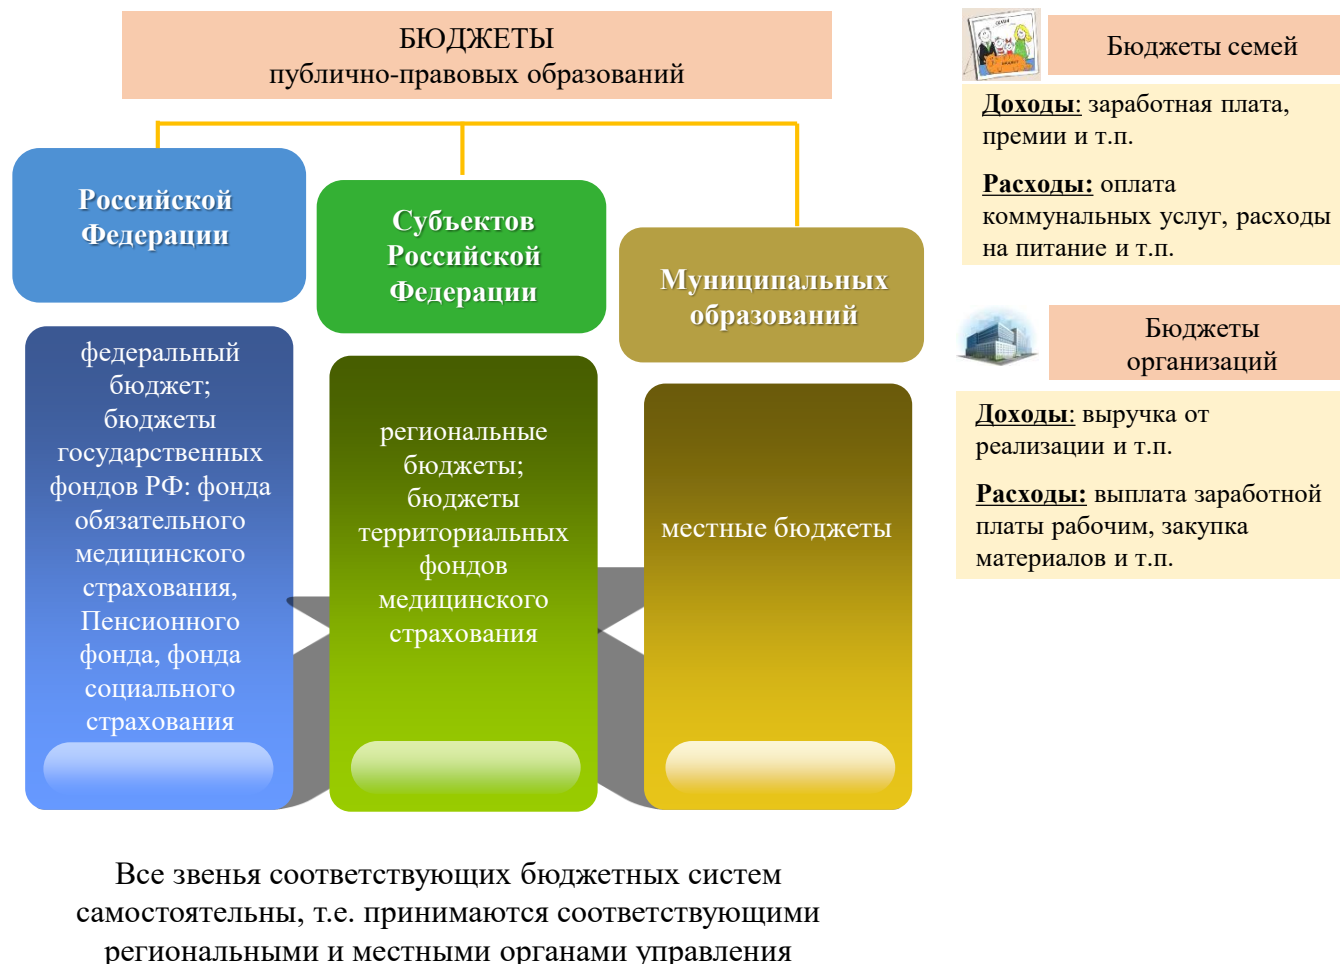 БЮДЖЕТЫ
публично-правовых образований
Российской
Федерации
Субъектов
Российской
Федерации
Муниципальных
образований
федеральный
бюджет;
бюджеты
государственных
фондов РФ: фонда
обязательного
медицинского
страхования,
Пенсионного
фонда, фонда
социального
страхования
региональные
бюджеты;
бюджеты
территориальных
фондов
медицинского
страхования
местные бюджеты
Все звенья соответствующих бюджетных систем
самостоятельны, т.е. принимаются соответствующими
региональными и местными органами управления
Бюджеты семей
Доходы: заработная плата,
премии и т.п.
Расходы: оплата
коммунальных услуг, расходы
на питание и т.п.
Бюджеты
организаций
Доходы: выручка от
реализации и т.п.
Расходы: выплата заработной
платы рабочим, закупка
материалов и т.п.